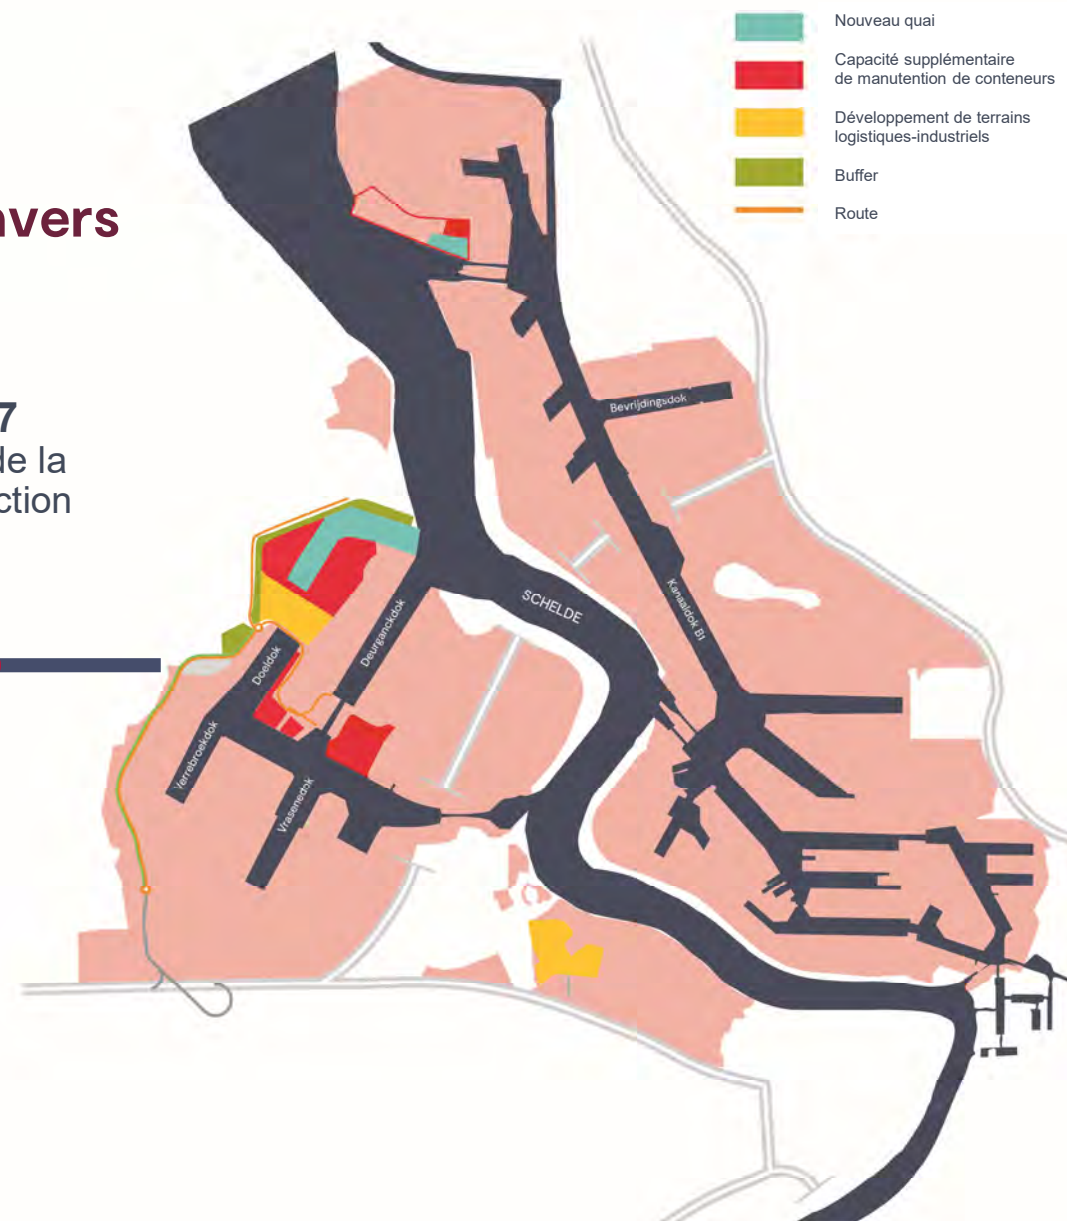 Nouveau quai
Capacité supplémentaire
de manutention de conteneurs
Développement de terrains
logistiques-industriels
Buffer
Route
nvers
7
de la
ction
Bevrijdingsdok
SCHELDE
Kanaaldok B1
Deurganckdok
Doeldok
Verrebroekdok
Vrasenedok